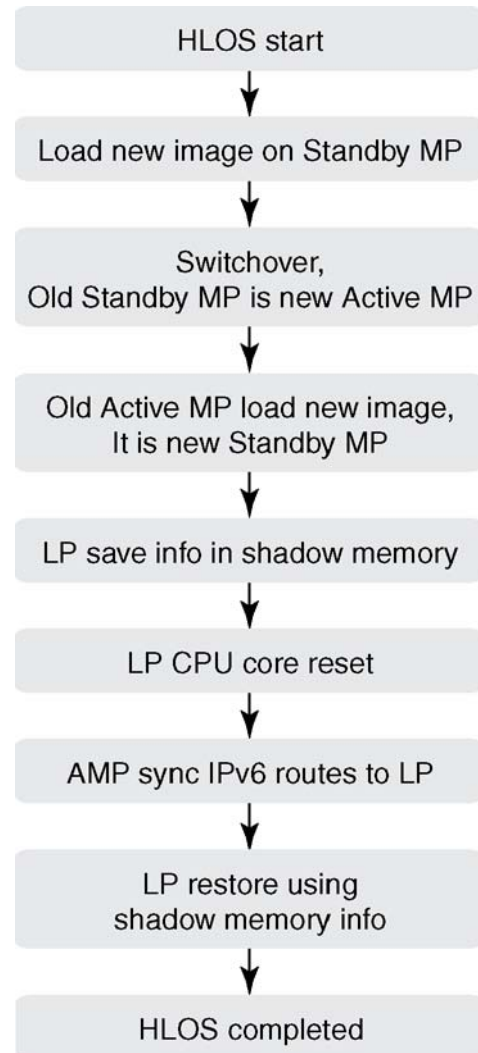 HLOS start
Load new image on Standby MP
Switchover,
Old Standby MP is new Active MP
Old Active MP load new image,
It is new Standby MP
LP save info in shadow memory
LP CPU core reset
AMP sync IPv6 routes to LP
LP restore using
shadow memory info
HLOS completed